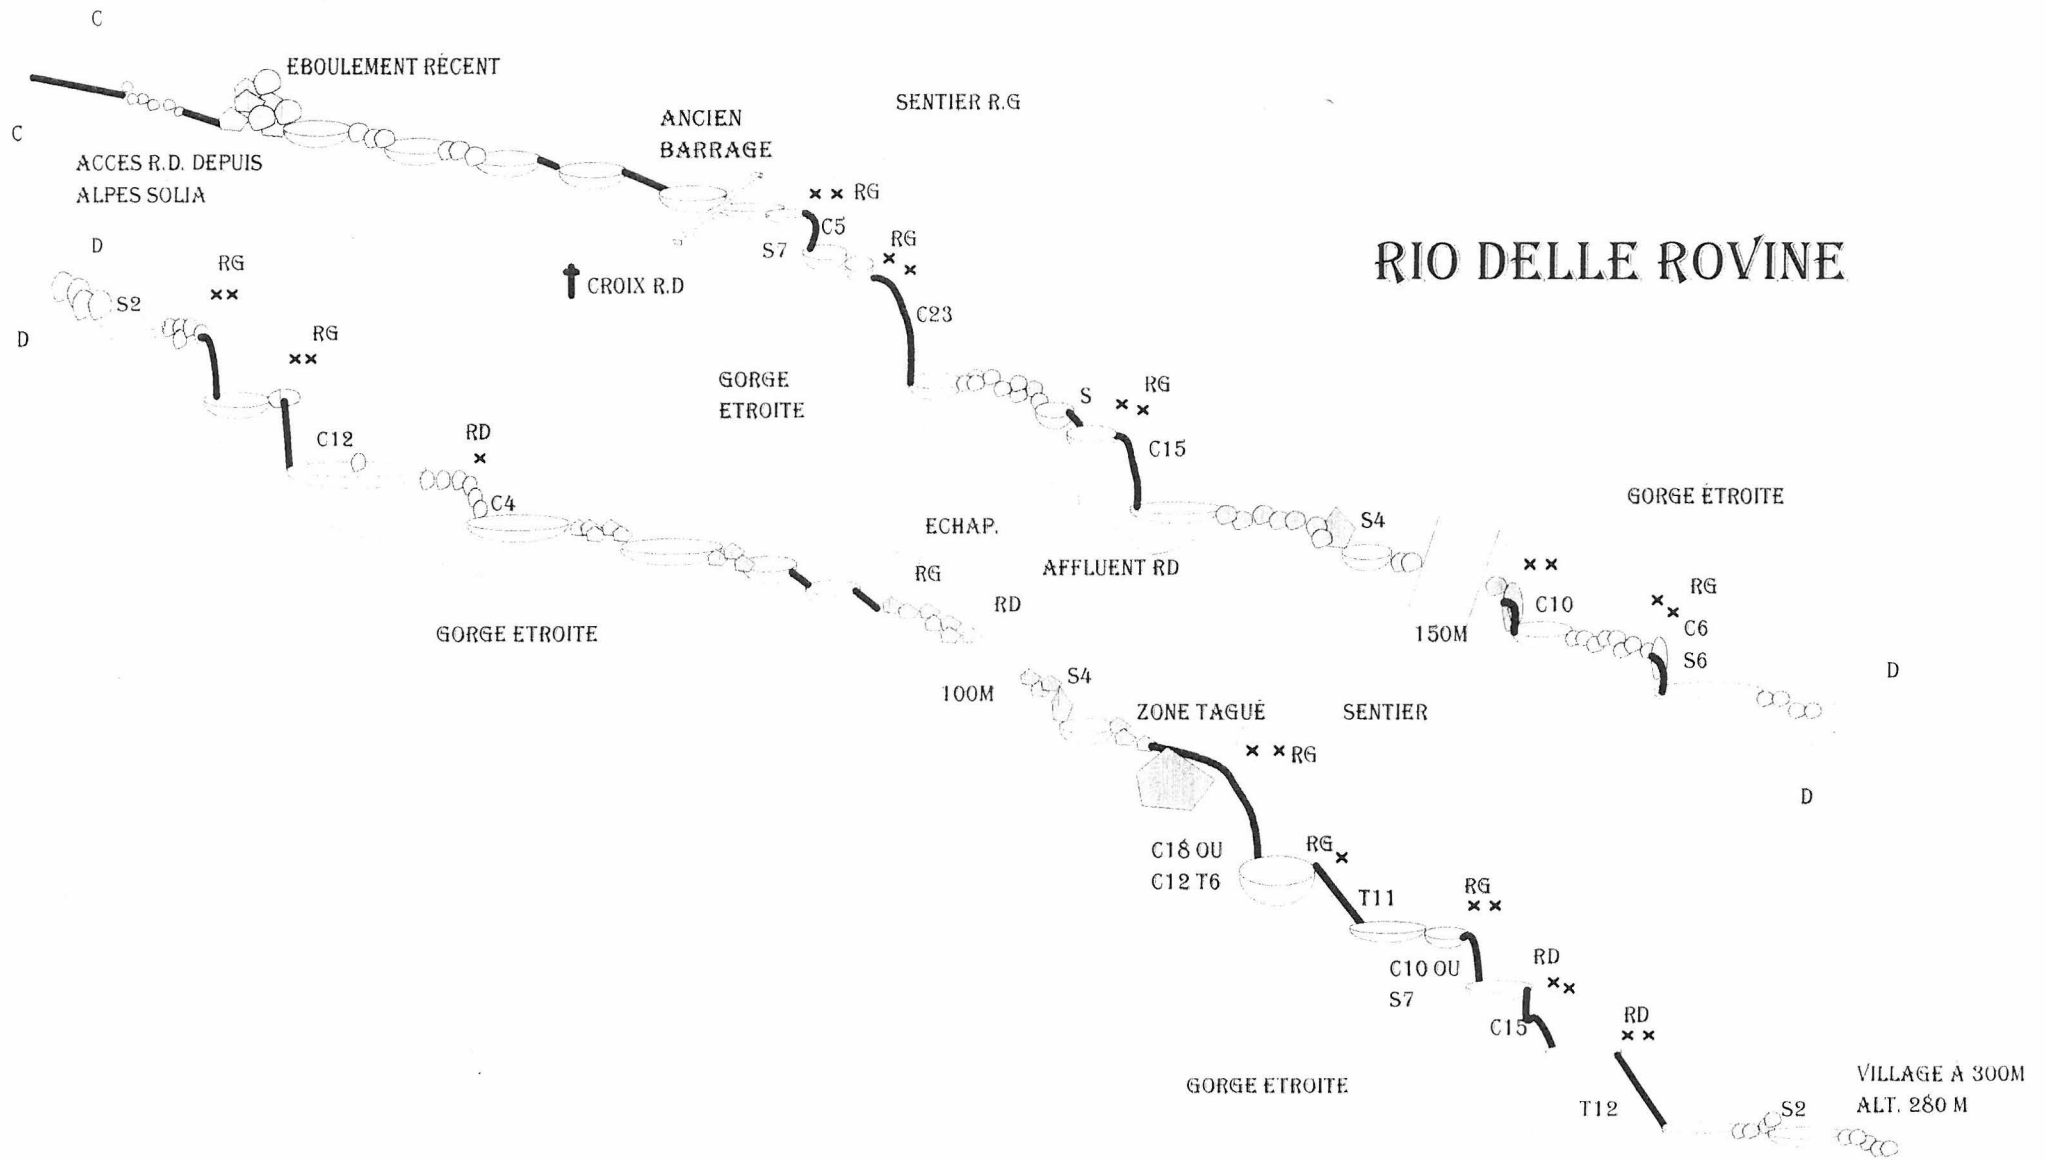 C
EBOULEMENT RÉCENT
SENTIER R.G
C
ANCIEN
BARRAGE
ACCES R.D. DEPUIS
ALPES SOLIA
RG
C5
S7
RG
RIO DELLE ROVINE
CROIX R.D
C23
GORGE
ETROITE
S
RG
C15
S4
GORGE ÉTROITE
ECHAP.
AFFLUENT RD
150M
C10
RG
C6
S6
D
D
D
RG
S2
D
RG
C12
RD
C4
GORGE ETROITE
RG
RD
100M
S4
ZONE TAGUÉ
SENTIER
RG
C18 OU
C12 T6
RG
T11
RG
C10 OU
S7
RD
C15
RD
T12
GORGE ETROITE
S2
VILLAGE À 300M
ALT. 280 M